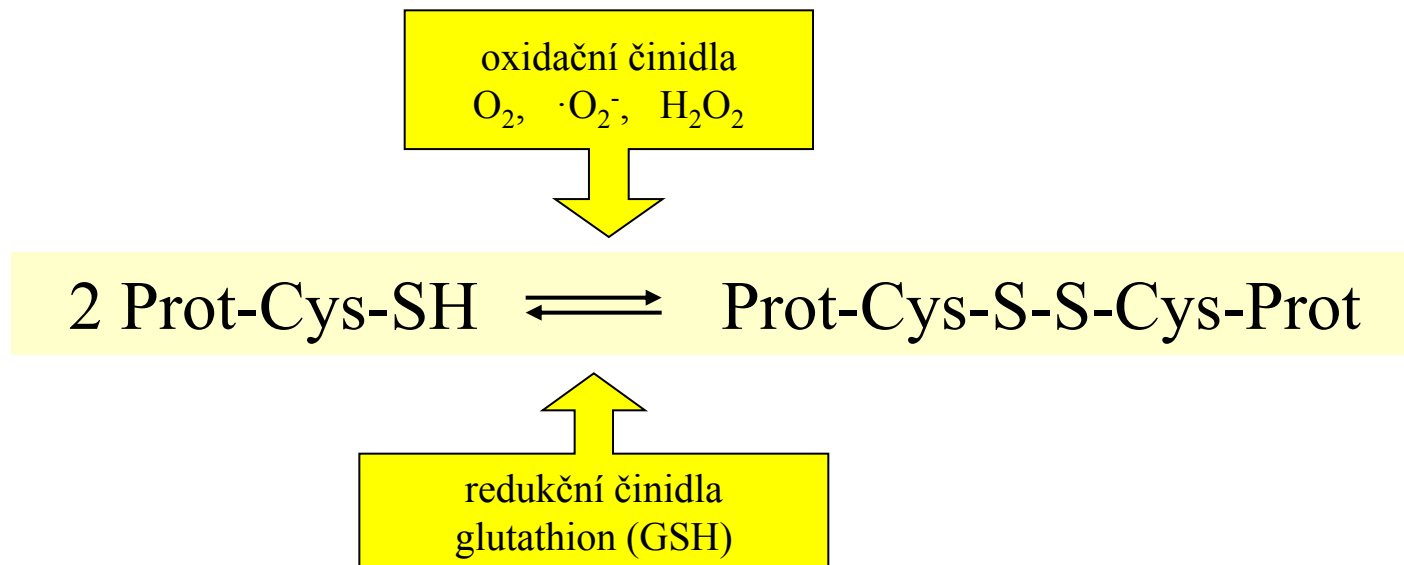 oxidační činidla
O₂, ·O₂⁻, H₂O₂
2 Prot-Cys-SH ⇌ Prot-Cys-S-S-Cys-Prot
redukční činidla
glutathion (GSH)